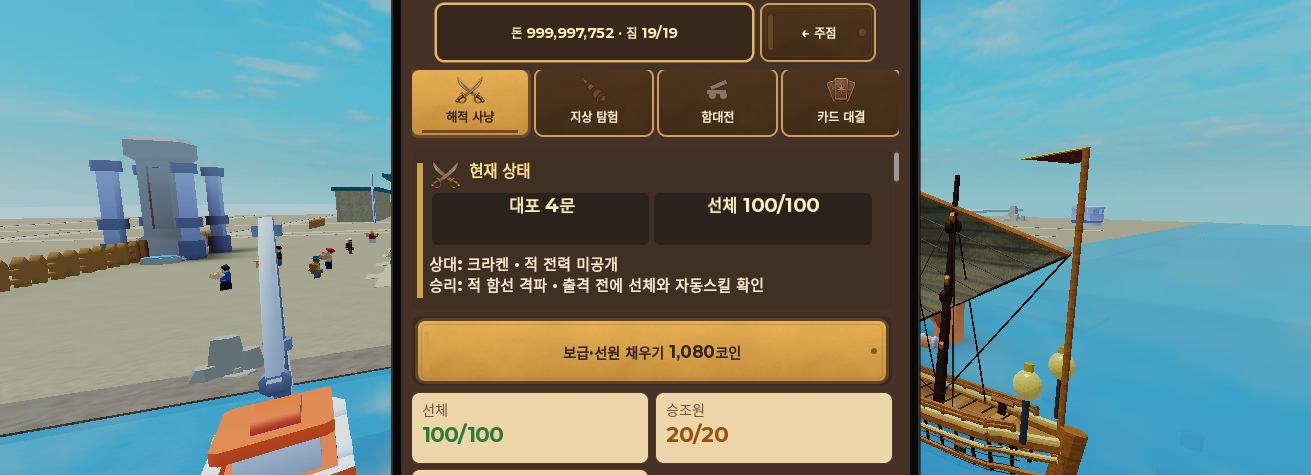 돈 999,997,752 · 짐 19/19
← 주점
해적 사냥
지상 탐험
함대전
카드 대결
현재 상태
대포 4문
선체 100/100
상대: 크라켄 • 적 전력 미공개
승리: 적 함선 격파 • 출격 전에 선체와 자동스킬 확인
보급·선원 채우기 1,080코인
선체
승조원
100/100
20/20